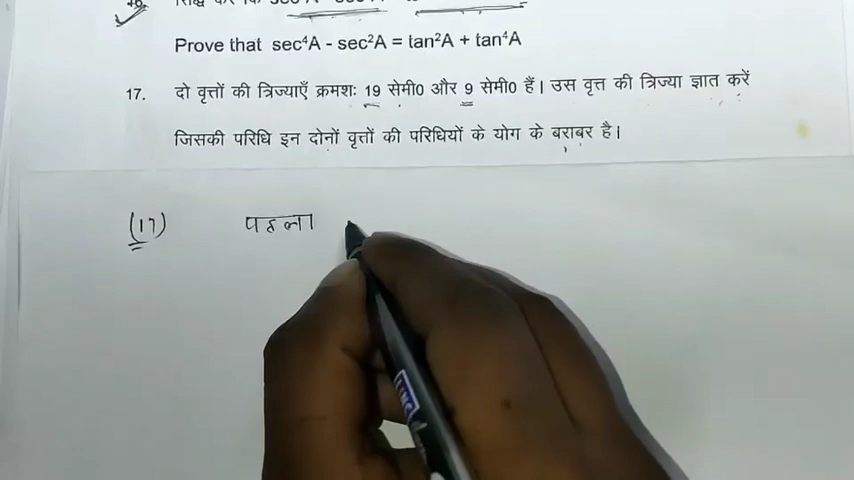 Prove that sec⁴A - sec²A = tan²A + tan⁴A
17. दो वृत्तों की त्रिज्याएँ क्रमशः 19 सेमी0 और 9 सेमी0 हैं। उस वृत्त की त्रिज्या ज्ञात करें
जिसकी परिधि इन दोनों वृत्तों की परिधियों के योग के बराबर है।
(17) पहला